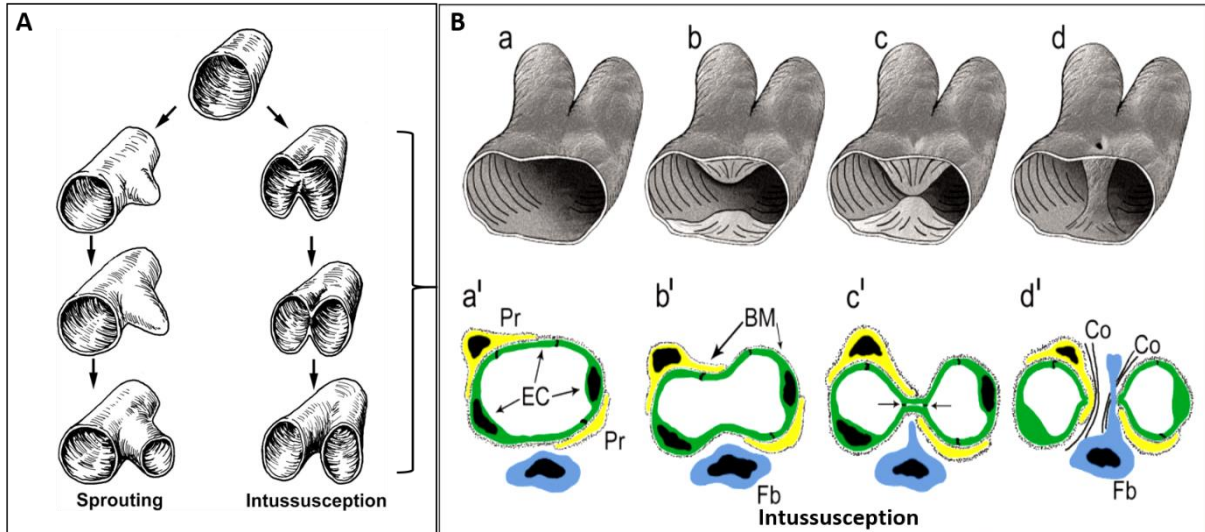 A
Sprouting
Intussusception
B
a b c d
a' b' c' d'
Pr BM Co Co
EC
Pr
Fb Fb
Intussusception